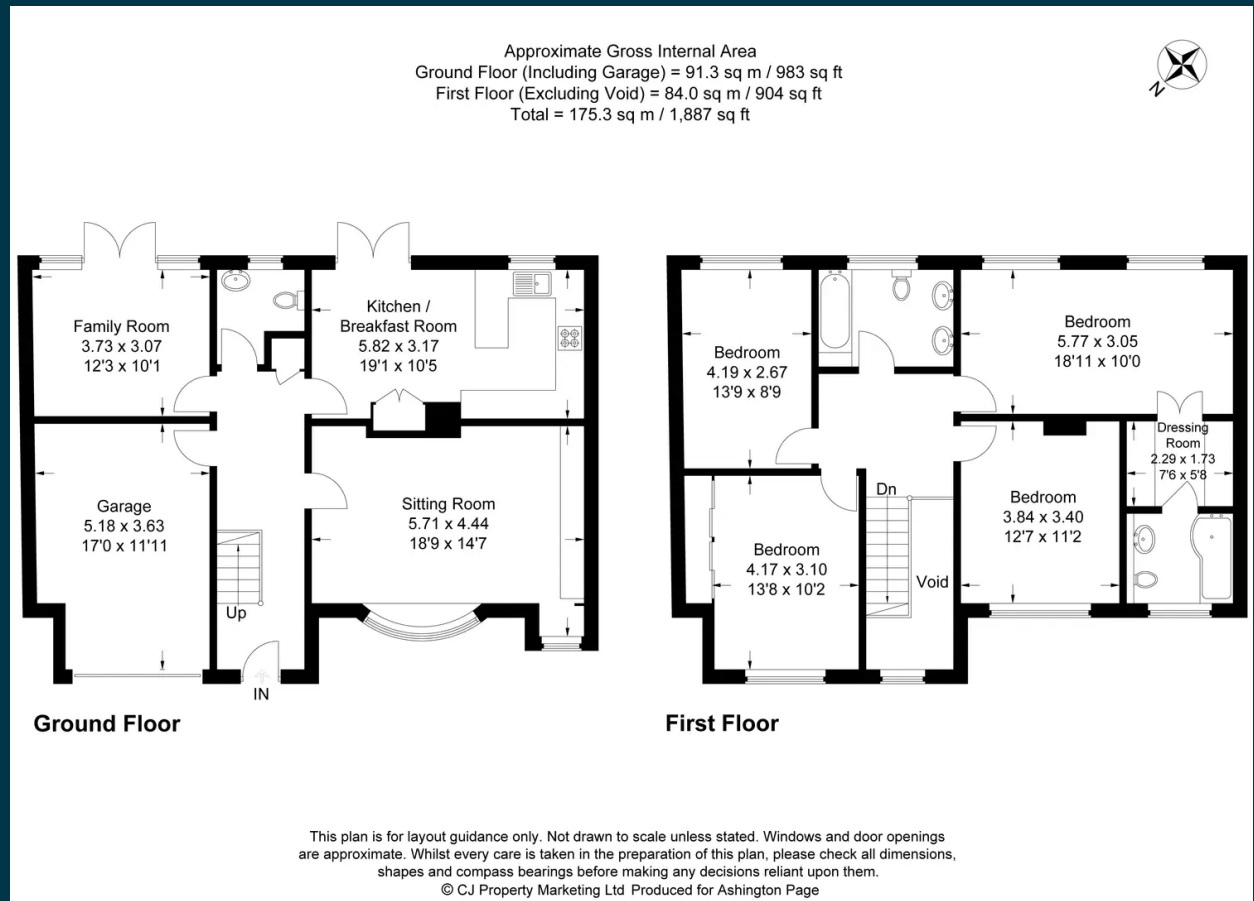 Approximate Gross Internal Area
Ground Floor (Including Garage) = 91.3 sq m / 983 sq ft
First Floor (Excluding Void) = 84.0 sq m / 904 sq ft
Total = 175.3 sq m / 1,887 sq ft
N
Family Room
3.73 x 3.07
12'3 x 10'1
Kitchen /
Breakfast Room
5.82 x 3.17
19'1 x 10'5
Garage
5.18 x 3.63
17'0 x 11'11
Sitting Room
5.71 x 4.44
18'9 x 14'7
Up
IN
Ground Floor
Bedroom
4.19 x 2.67
13'9 x 8'9
Bedroom
5.77 x 3.05
18'11 x 10'0
Dressing
Room
2.29 x 1.73
7'6 x 5'8
Dn
Bedroom
3.84 x 3.40
12'7 x 11'2
Bedroom
4.17 x 3.10
13'8 x 10'2
Void
First Floor
This plan is for layout guidance only. Not drawn to scale unless stated. Windows and door openings
are approximate. Whilst every care is taken in the preparation of this plan, please check all dimensions,
shapes and compass bearings before making any decisions reliant upon them.
© CJ Property Marketing Ltd Produced for Ashington Page